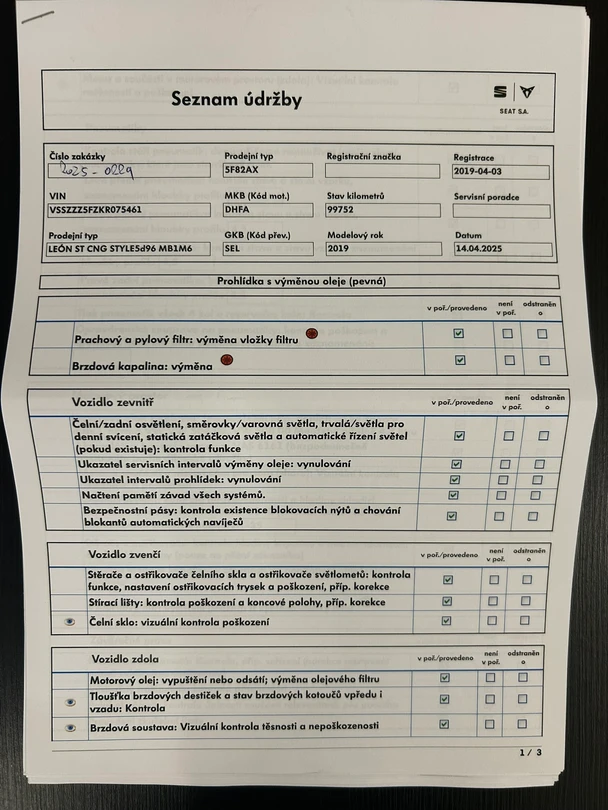 Seznam údržby
SEAT S.A.
Číslo zakázky Prodejní typ Registrační značka Registrace
2025 - 0229 5F82AX 2019-04-03
VIN MKB (Kód mot.) Stav kilometrů Servisní poradce
VSSZZZ5FZKR075461 DHFA 99752
Prodejní typ GKB (Kód přev.) Modelový rok Datum
LEÓN ST CNG STYLE5d96 MB1M6 SEL 2019 14.04.2025
Prohlídka s výměnou oleje (pevná)
v poř./provedeno není v poř. odstraněno
Prachový a pylový filtr: výměna vložky filtru
Brzdová kapalina: výměna
Vozidlo zevnitř v poř./provedeno není v poř. odstraněno
Čelní/zadní osvětlení, směrovky/varovná světla, trvalá/světla pro
denní svícení, statická zatáčková světla a automatické řízení světel
(pokud existuje): kontrola funkce
Ukazatel servisních intervalů výměny oleje: vynulování
Ukazatel intervalů prohlídek: vynulování
Načtení pamětí závad všech systémů.
Bezpečnostní pásy: kontrola existence blokovacích nýtů a chování
blokantů automatických navíječů
Vozidlo zvenčí v poř./provedeno není v poř. odstraněno
Stěrače a ostřikovače čelního skla a ostřikovače světlometů: kontrola
funkce, nastavení ostřikovacích trysek a poškození, příp. korekce
Stírací lišty: kontrola poškození a koncové polohy, příp. korekce
Čelní sklo: vizuální kontrola poškození
Vozidlo zdola v poř./provedeno není v poř. odstraněno
Motorový olej: vypuštění nebo odsátí; výměna olejového filtru
Tloušťka brzdových destiček a stav brzdových kotoučů vpředu i
vzadu: Kontrola
Brzdová soustava: Vizuální kontrola těsnosti a nepoškozenosti
1 / 3